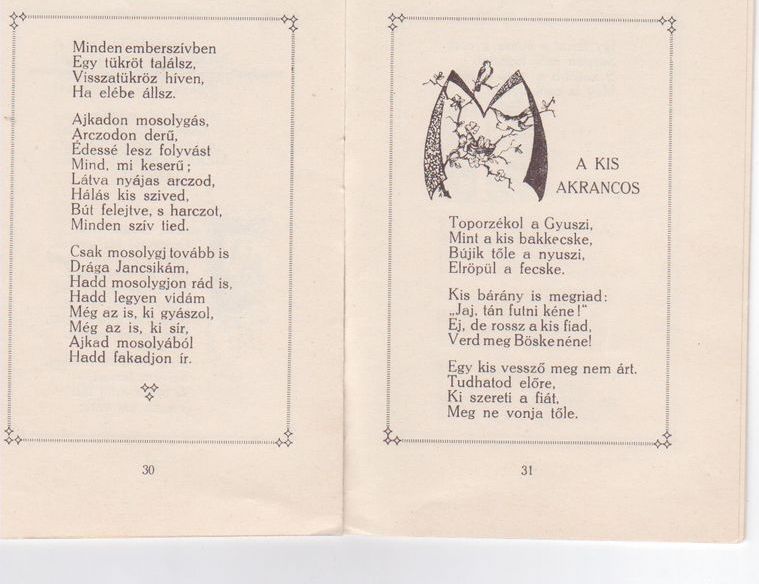 Minden emberszívben
Egy tükröt találsz,
Visszatükröz híven,
Ha elébe állsz.
Ajkadon mosolygás,
Arczodon derű,
Édessé lesz folyvást
Mind, mi keserű;
Látva nyájas arczod,
Hálás kis szived,
Bút felejtve, s harczot,
Minden szív tied.
Csak mosolygj tovább is
Drága Jancsikám,
Hadd mosolygjon rád is,
Hadd legyen vidám
Még az is, ki gyászol,
Még az is, ki sír,
Ajkad mosolyából
Hadd fakadjon ír.
30
A KIS
AKRANCOS
Toporzékol a Gyuszi,
Mint a kis bakkecske,
Bújik tőle a nyuszi,
Elröpül a fecske.
Kis bárány is megriad:
„Jaj, tán futni kéne!"
Ej, de rossz a kis fiad,
Verd meg Böskenéne!
Egy kis vessző meg nem árt.
Tudhatod előre,
Ki szereti a fiát,
Meg ne vonja tőle.
31